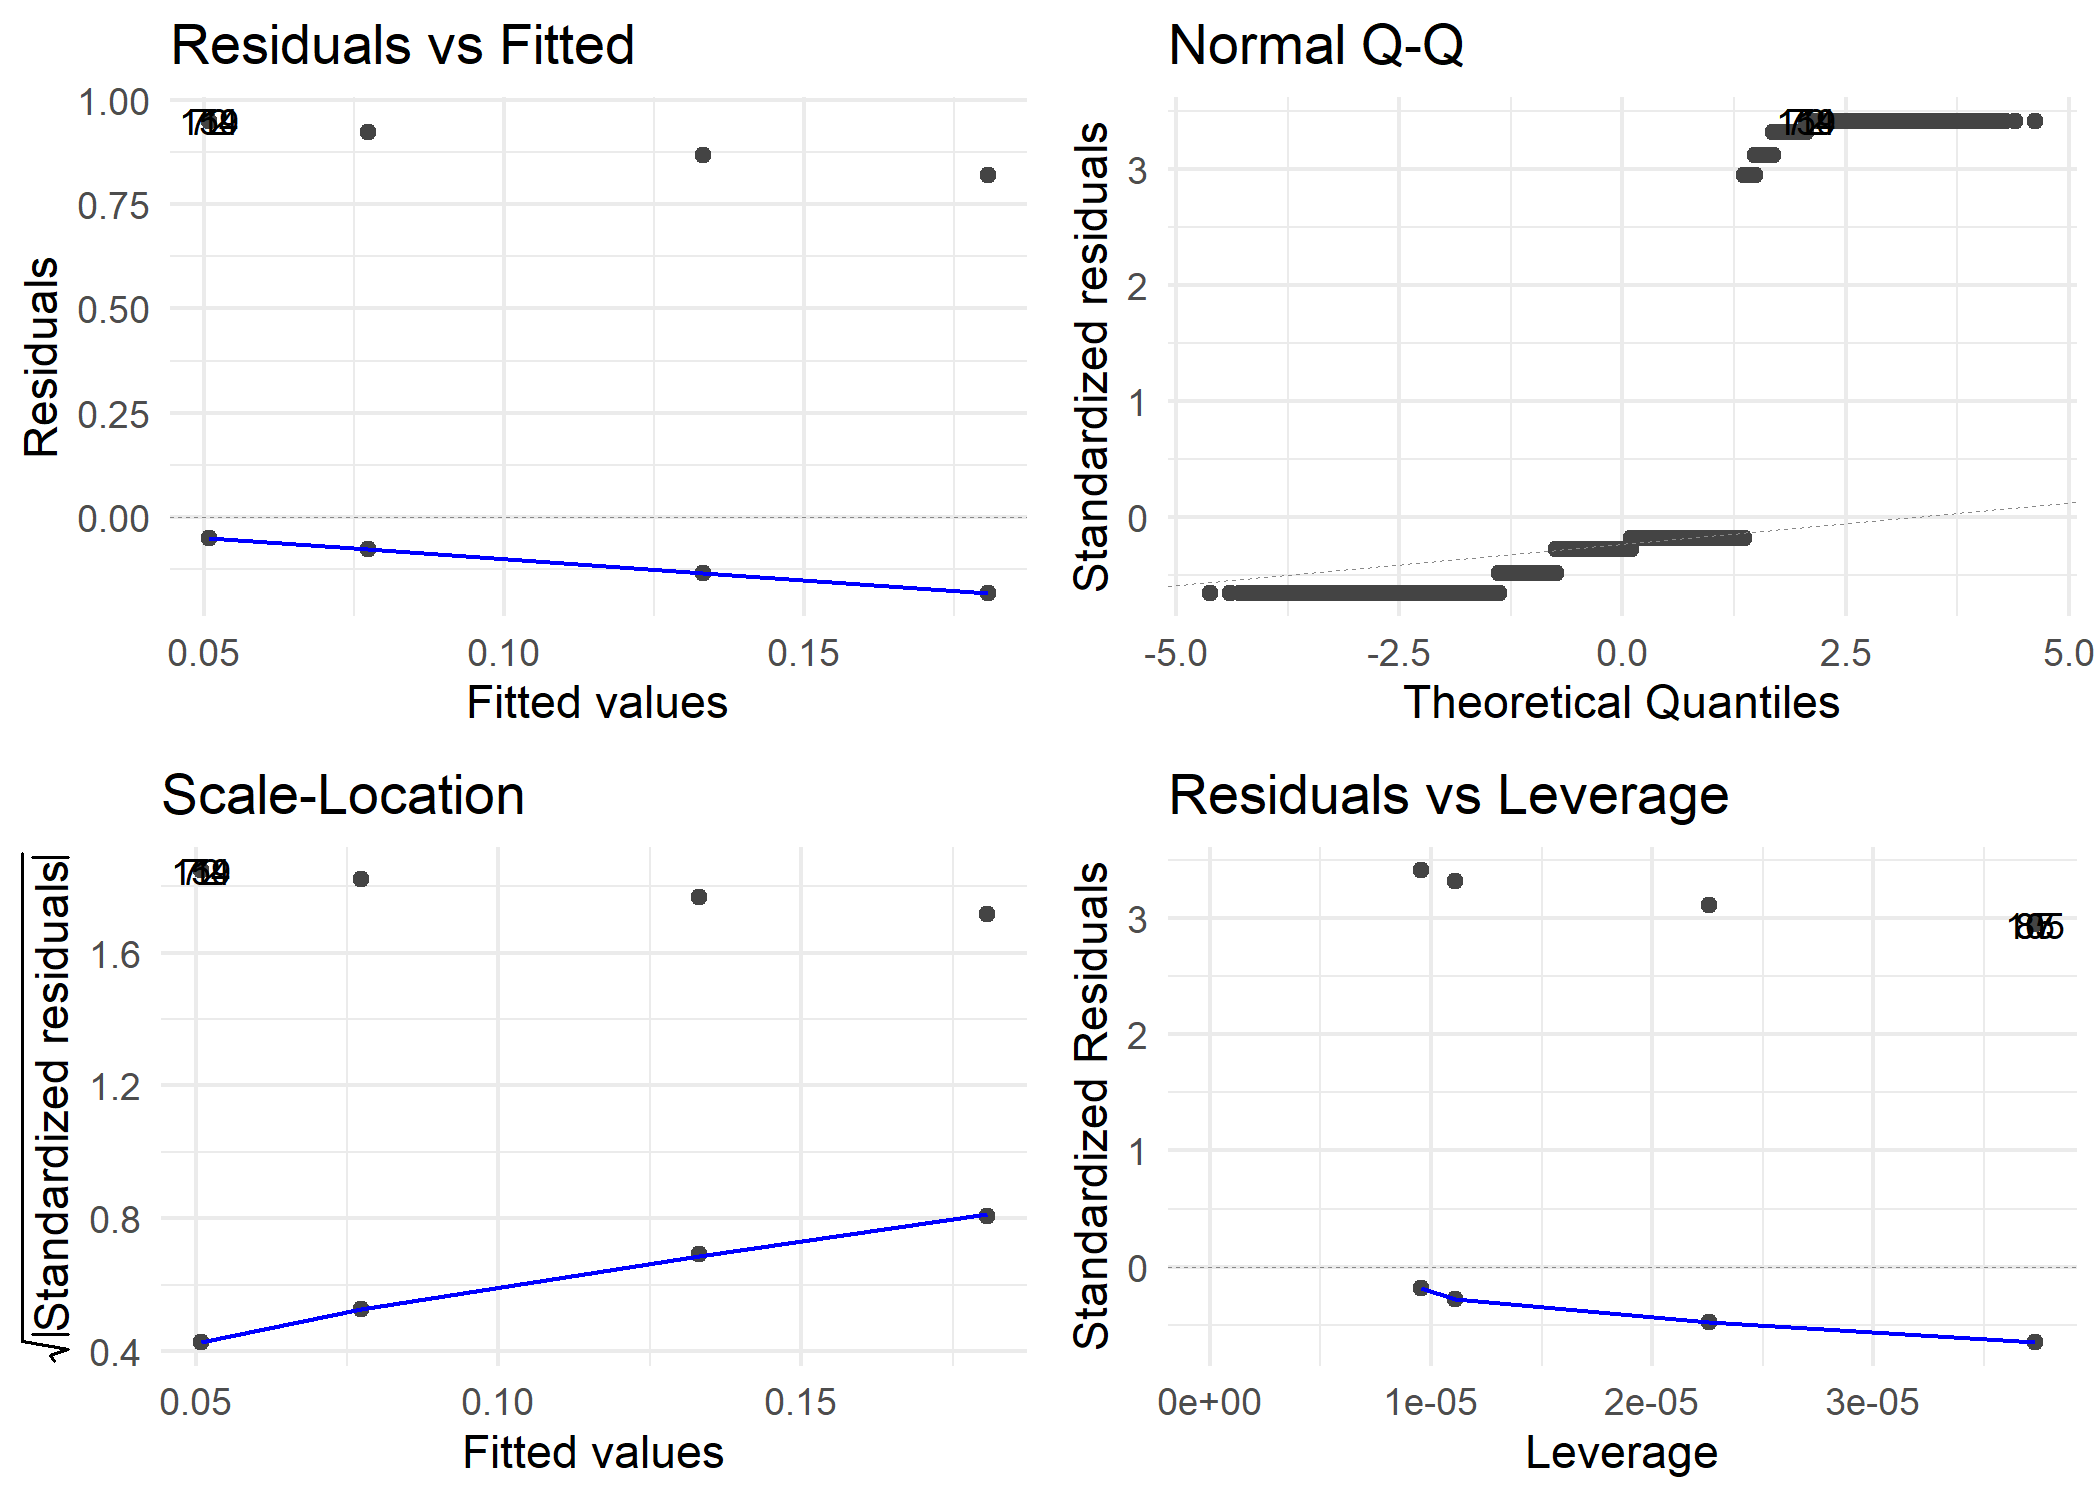 Residuals vs Fitted
1.00
0.75
0.50
0.25
0.00
Residuals
0.05 0.10 0.15
Fitted values
Normal Q-Q
3
2
1
0
Standardized residuals
-5.0 -2.5 0.0 2.5 5.0
Theoretical Quantiles
Scale-Location
1.6
1.2
0.8
0.4
√|Standardized residuals|
0.05 0.10 0.15
Fitted values
Residuals vs Leverage
3
2
1
0
Standardized Residuals
0e+00 1e-05 2e-05 3e-05
Leverage